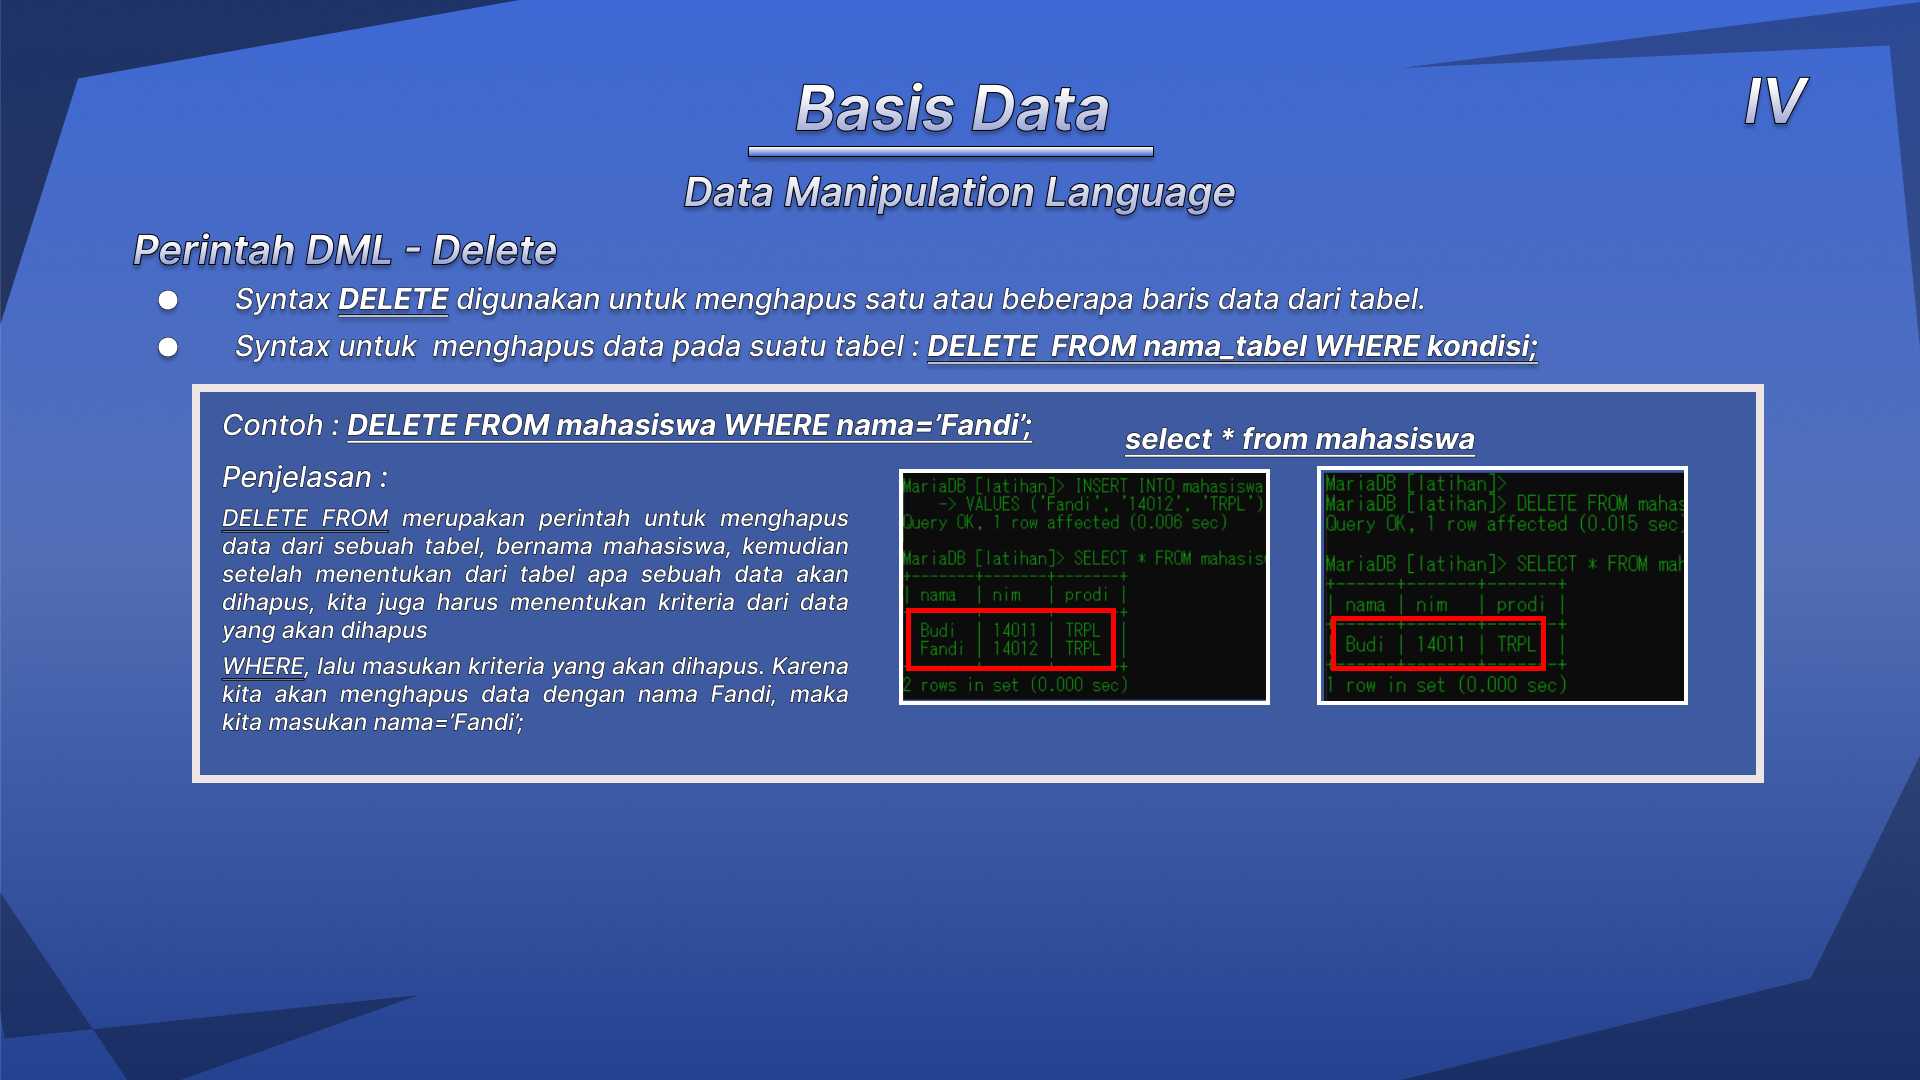 Basis Data
IV
Data Manipulation Language
Perintah DML - Delete
● Syntax DELETE digunakan untuk menghapus satu atau beberapa baris data dari tabel.
● Syntax untuk menghapus data pada suatu tabel : DELETE FROM nama_tabel WHERE kondisi;
Contoh : DELETE FROM mahasiswa WHERE nama=’Fandi’;
Penjelasan :
DELETE FROM merupakan perintah untuk menghapus
data dari sebuah tabel, bernama mahasiswa, kemudian
setelah menentukan dari tabel apa sebuah data akan
dihapus, kita juga harus menentukan kriteria dari data
yang akan dihapus
WHERE, lalu masukan kriteria yang akan dihapus. Karena
kita akan menghapus data dengan nama Fandi, maka
kita masukan nama=’Fandi’;
select * from mahasiswa
MariaDB [latihan]> INSERT INTO mahasiswa
-> VALUES ('Fandi', '14012', 'TRPL')
Query OK, 1 row affected (0.006 sec)
MariaDB [latihan]> SELECT * FROM mahasis
+-------+-------+-------+
| nama | nim | prodi |
Budi | 14011 | TRPL |
Fandi | 14012 | TRPL |
2 rows in set (0.000 sec)
MariaDB [latihan]>
MariaDB [latihan]> DELETE FROM mahas
Query OK, 1 row affected (0.015 sec
MariaDB [latihan]> SELECT * FROM mah
+------+-------+-------+
| nama | nim | prodi |
+------+-------+-------+
| Budi | 14011 | TRPL |
+------+-------+-------+
1 row in set (0.000 sec)